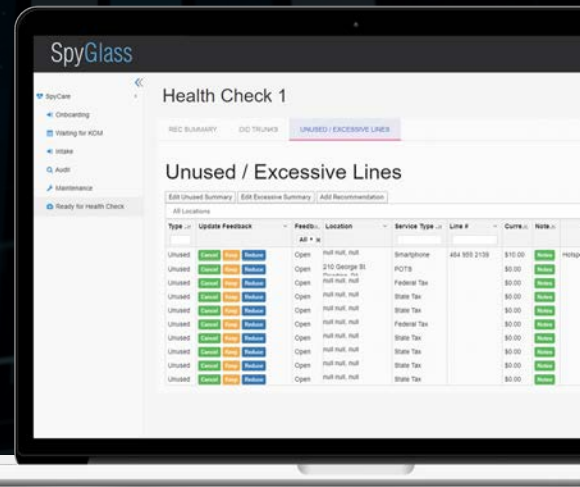 SpyGlass
SpyCare
Onboarding
Waiting for KOM
Intake
Audit
Maintenance
Ready for Health Check
Health Check 1
REC SUMMARY DID TRUNKS UNUSED / EXCESSIVE LINES
Unused / Excessive Lines
Edit Unused Summary Edit Excessive Summary Add Recommendation
All Locations
Type Update Feedback Feedb... Location Service Type Line # Curre... Note...
All
Unused Cancel Keep Reduce Open null null, null Smartphone 484 955 2139 $10.00 Notes Hotsp
Unused Cancel Keep Reduce Open 210 George St. POTS $0.00 Notes
Unused Cancel Keep Reduce Open null null, null Federal Tax $0.00 Notes
Unused Cancel Keep Reduce Open null null, null State Tax $0.00 Notes
Unused Cancel Keep Reduce Open null null, null State Tax $0.00 Notes
Unused Cancel Keep Reduce Open null null, null Federal Tax $0.00 Notes
Unused Cancel Keep Reduce Open null null, null State Tax $0.00 Notes
Unused Cancel Keep Reduce Open null null, null State Tax $0.00 Notes
Unused Cancel Keep Reduce Open null null, null State Tax $0.00 Notes
Unused Cancel Keep Reduce Open null null, null State Tax $0.00 Notes